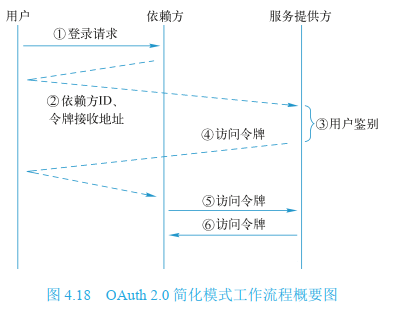 用户 依赖方 服务提供方
①登录请求
②依赖方ID、
令牌接收地址
③用户鉴别
④访问令牌
⑤访问令牌
⑥访问令牌
图 4.18 OAuth 2.0 简化模式工作流程概要图